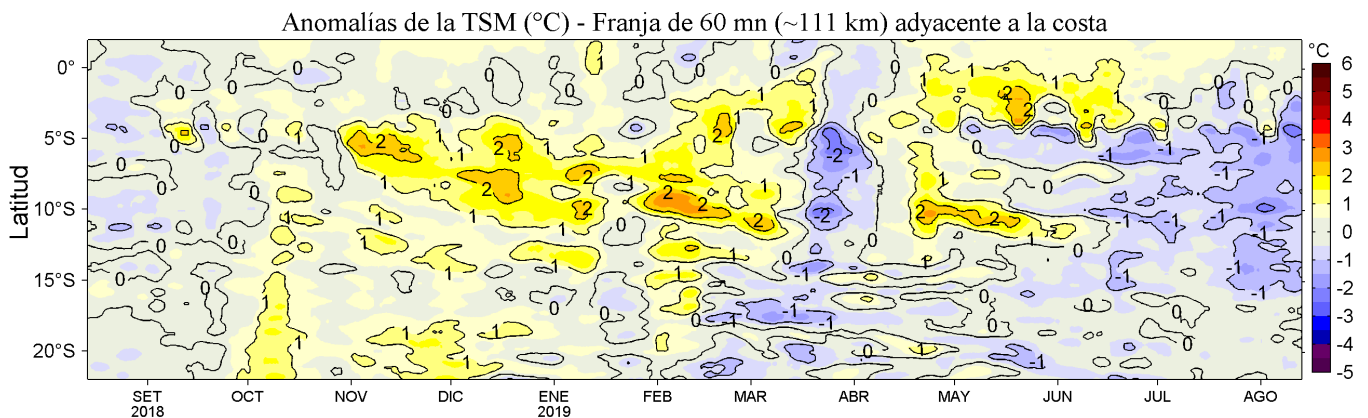 Anomalías de la TSM (°C) - Franja de 60 mn (~111 km) adyacente a la costa
°C
Latitud
0°
5°S
10°S
15°S
20°S
SET OCT NOV DIC ENE FEB MAR ABR MAY JUN JUL AGO
2018 2019
6
5
4
3
2
1
0
-1
-2
-3
-4
-5